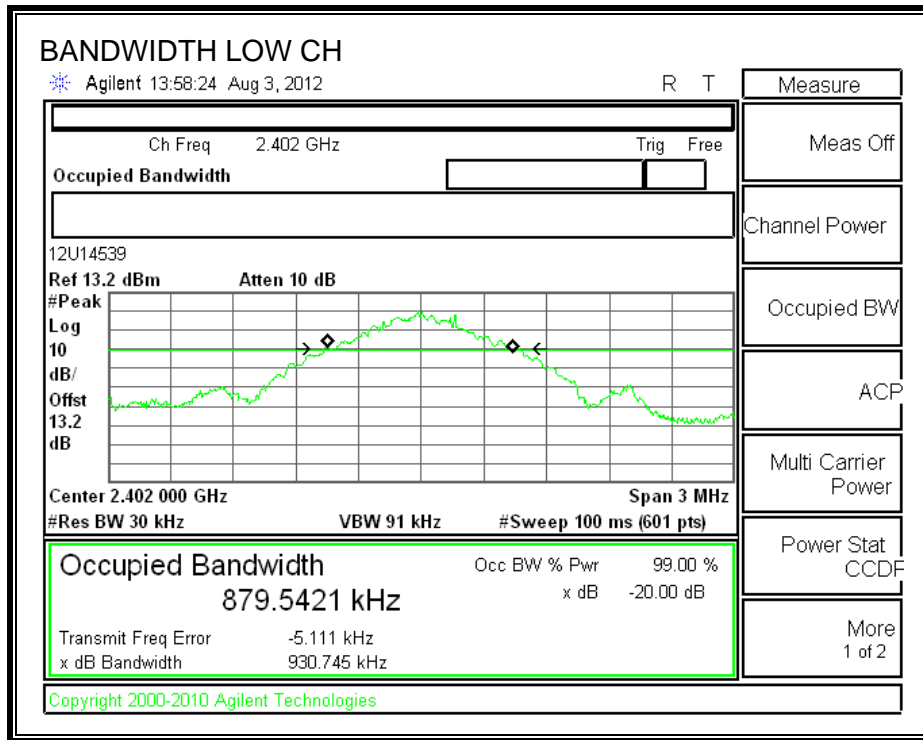 BANDWIDTH LOW CH
Agilent 13:58:24 Aug 3, 2012 R T
Measure
Meas Off
Channel Power
Occupied BW
ACP
Multi Carrier
Power
Power Stat
CCDF
More
1 of 2
Ch Freq 2.402 GHz Trig Free
Occupied Bandwidth
12U14539
Ref 13.2 dBm Atten 10 dB
#Peak
Log
10
dB/
Offst
13.2
dB
Center 2.402 000 GHz Span 3 MHz
#Res BW 30 kHz VBW 91 kHz #Sweep 100 ms (601 pts)
Occupied Bandwidth
879.5421 kHz
Occ BW % Pwr 99.00 %
x dB -20.00 dB
Transmit Freq Error -5.111 kHz
x dB Bandwidth 930.745 kHz
Copyright 2000-2010 Agilent Technologies